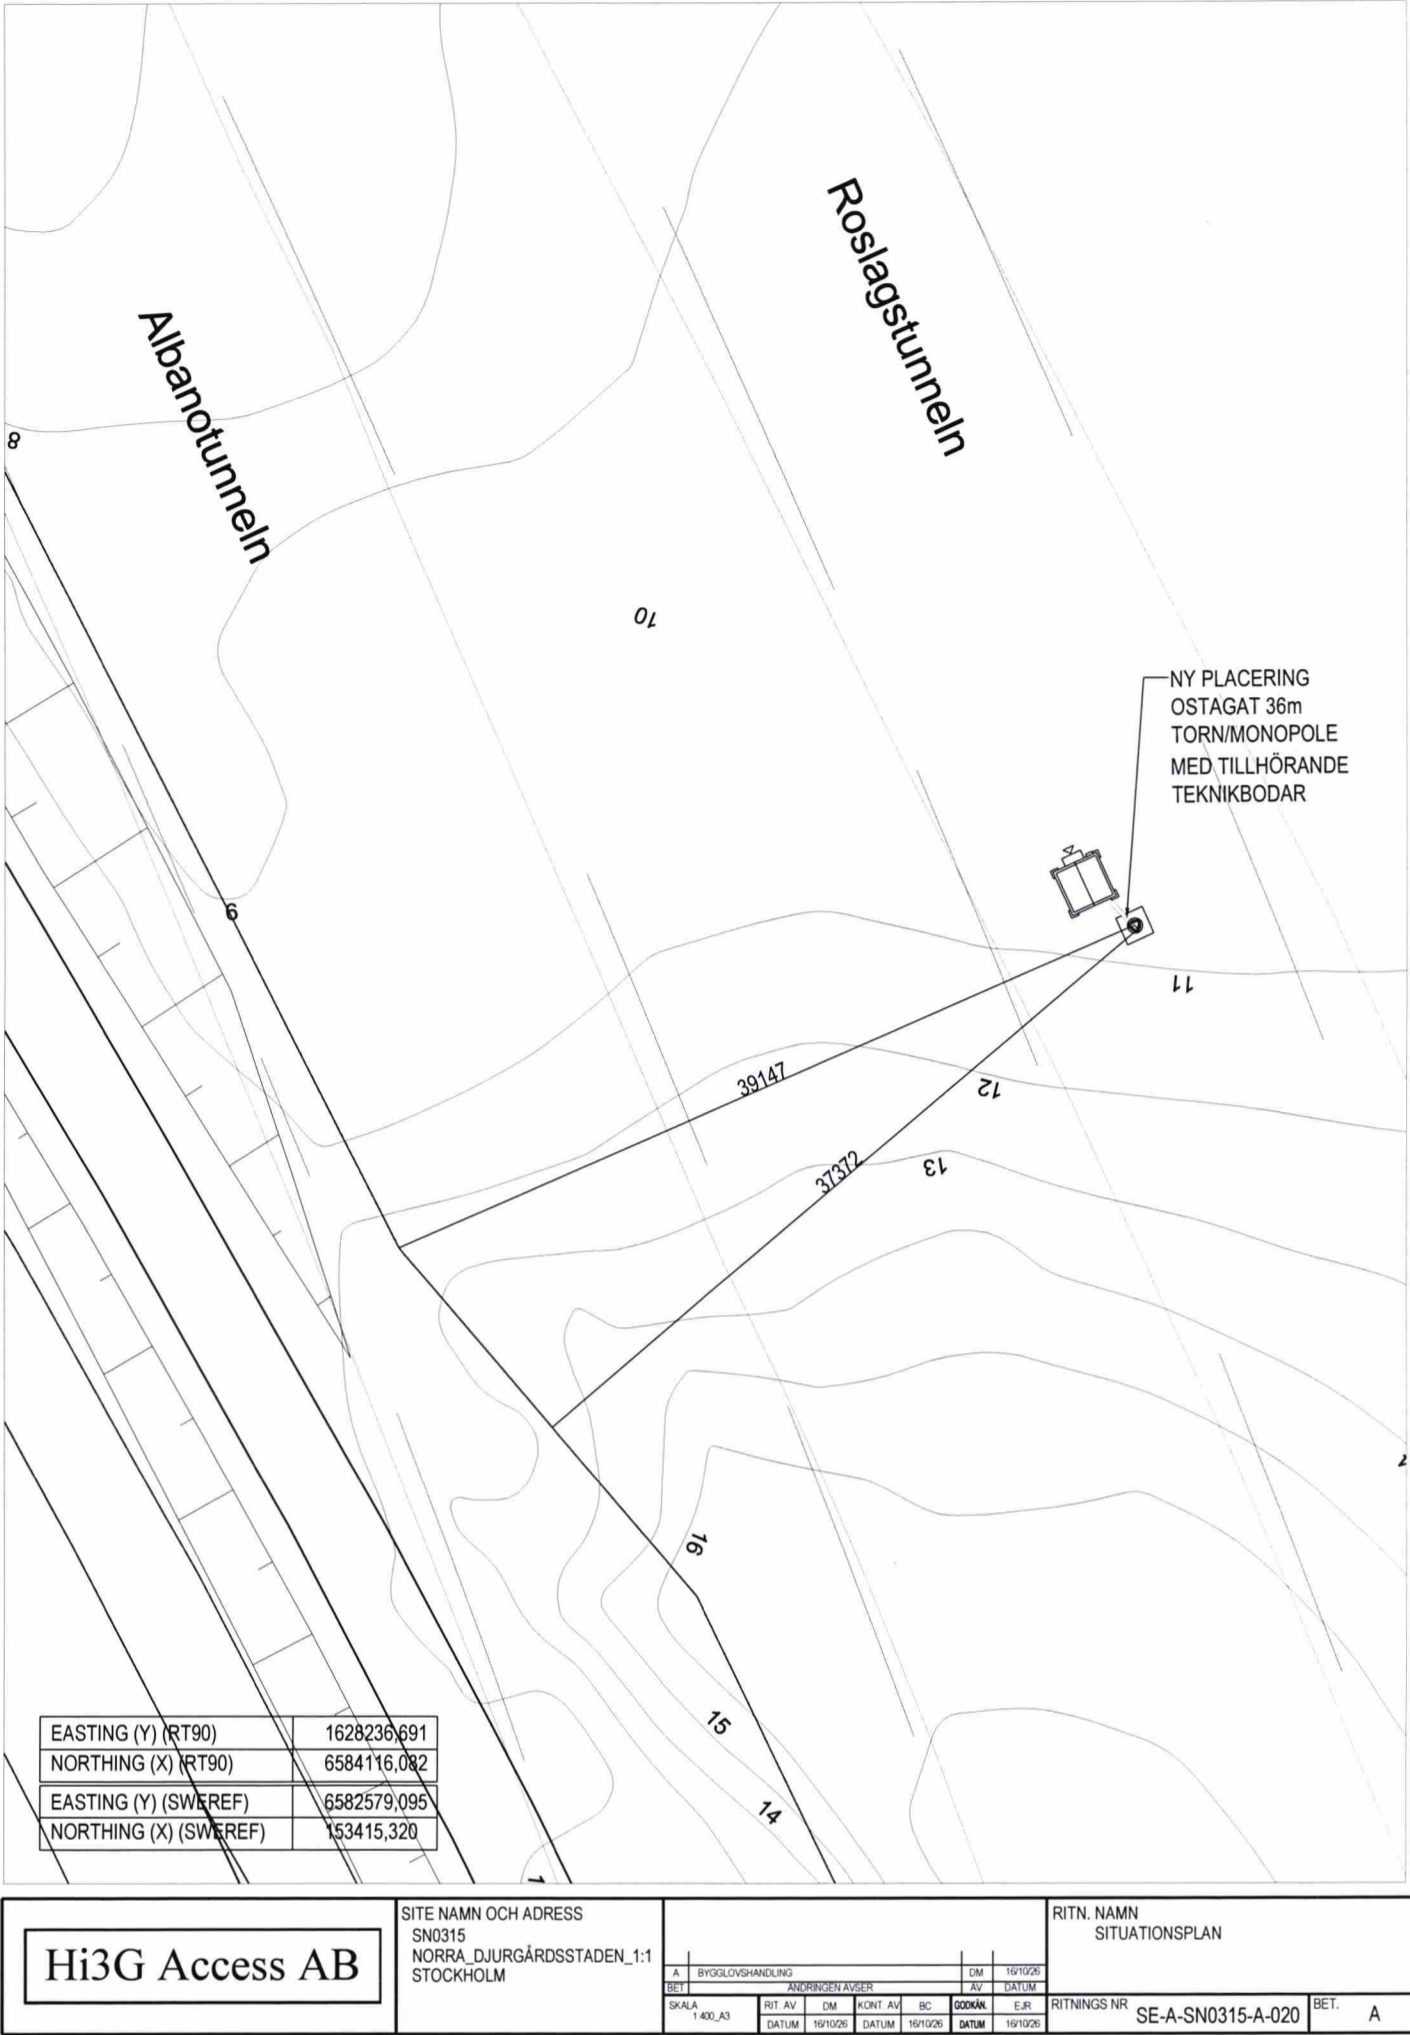 Roslagstunneln
Albanotunneln
8
10
NY PLACERING
OSTAGAT 36m
TORN/MONOPOLE
MED TILLHÖRANDE
TEKNIKBODAR
9
11
39147
12
37372
13
16
15
14
1
EASTING (Y) (RT90) 1628236,691
NORTHING (X) (RT90) 6584116,082
EASTING (Y) (SWEREF) 6582579,095
NORTHING (X) (SWEREF) 153415,320
Hi3G Access AB
SITE NAMN OCH ADRESS
SN0315
NORRA_DJURGÅRDSSTADEN_1:1
STOCKHOLM
A BYGGLOVSHANDLING DM 16/10/26
BET ÄNDRINGEN AVSER AV DATUM
SKALA
1:400_A3
RIT. AV DM KONT. AV BC GODKÄN. EJR
DATUM 16/10/26 DATUM 16/10/26 DATUM 16/10/26
RITN. NAMN
SITUATIONSPLAN
RITNINGS NR SE-A-SN0315-A-020
BET. A